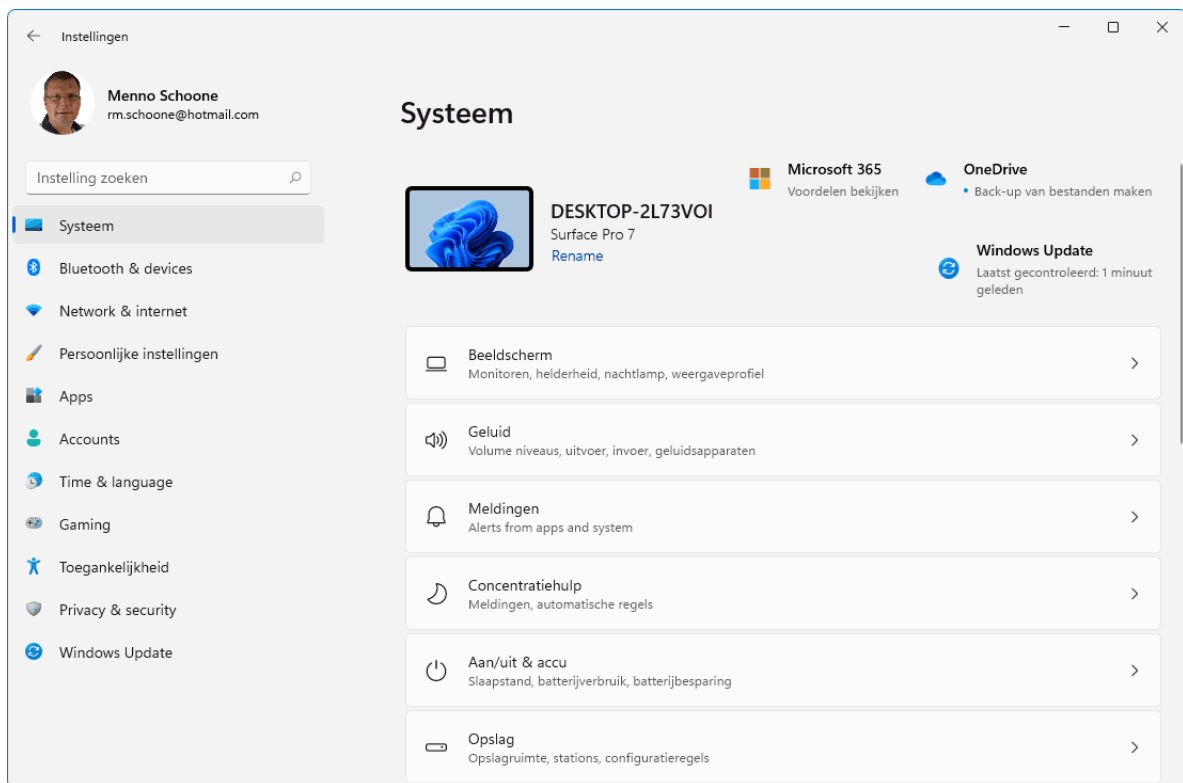 Instellingen
Menno Schoone
rm.schoone@hotmail.com
Instelling zoeken
Systeem
Bluetooth & devices
Network & internet
Persoonlijke instellingen
Apps
Accounts
Time & language
Gaming
Toegankelijkheid
Privacy & security
Windows Update
Systeem
DESKTOP-2L73VOI
Surface Pro 7
Rename
Microsoft 365
Voordelen bekijken
OneDrive
• Back-up van bestanden maken
Windows Update
Laatst gecontroleerd: 1 minuut
geleden
Beeldscherm
Monitoren, helderheid, nachtlamp, weergaveprofiel
Geluid
Volume niveaus, uitvoer, invoer, geluidsapparaten
Meldingen
Alerts from apps and system
Concentratiehulp
Meldingen, automatische regels
Aan/uit & accu
Slaapstand, batterijverbruik, batterijbesparing
Opslag
Opslagruimte, stations, configuratieregels